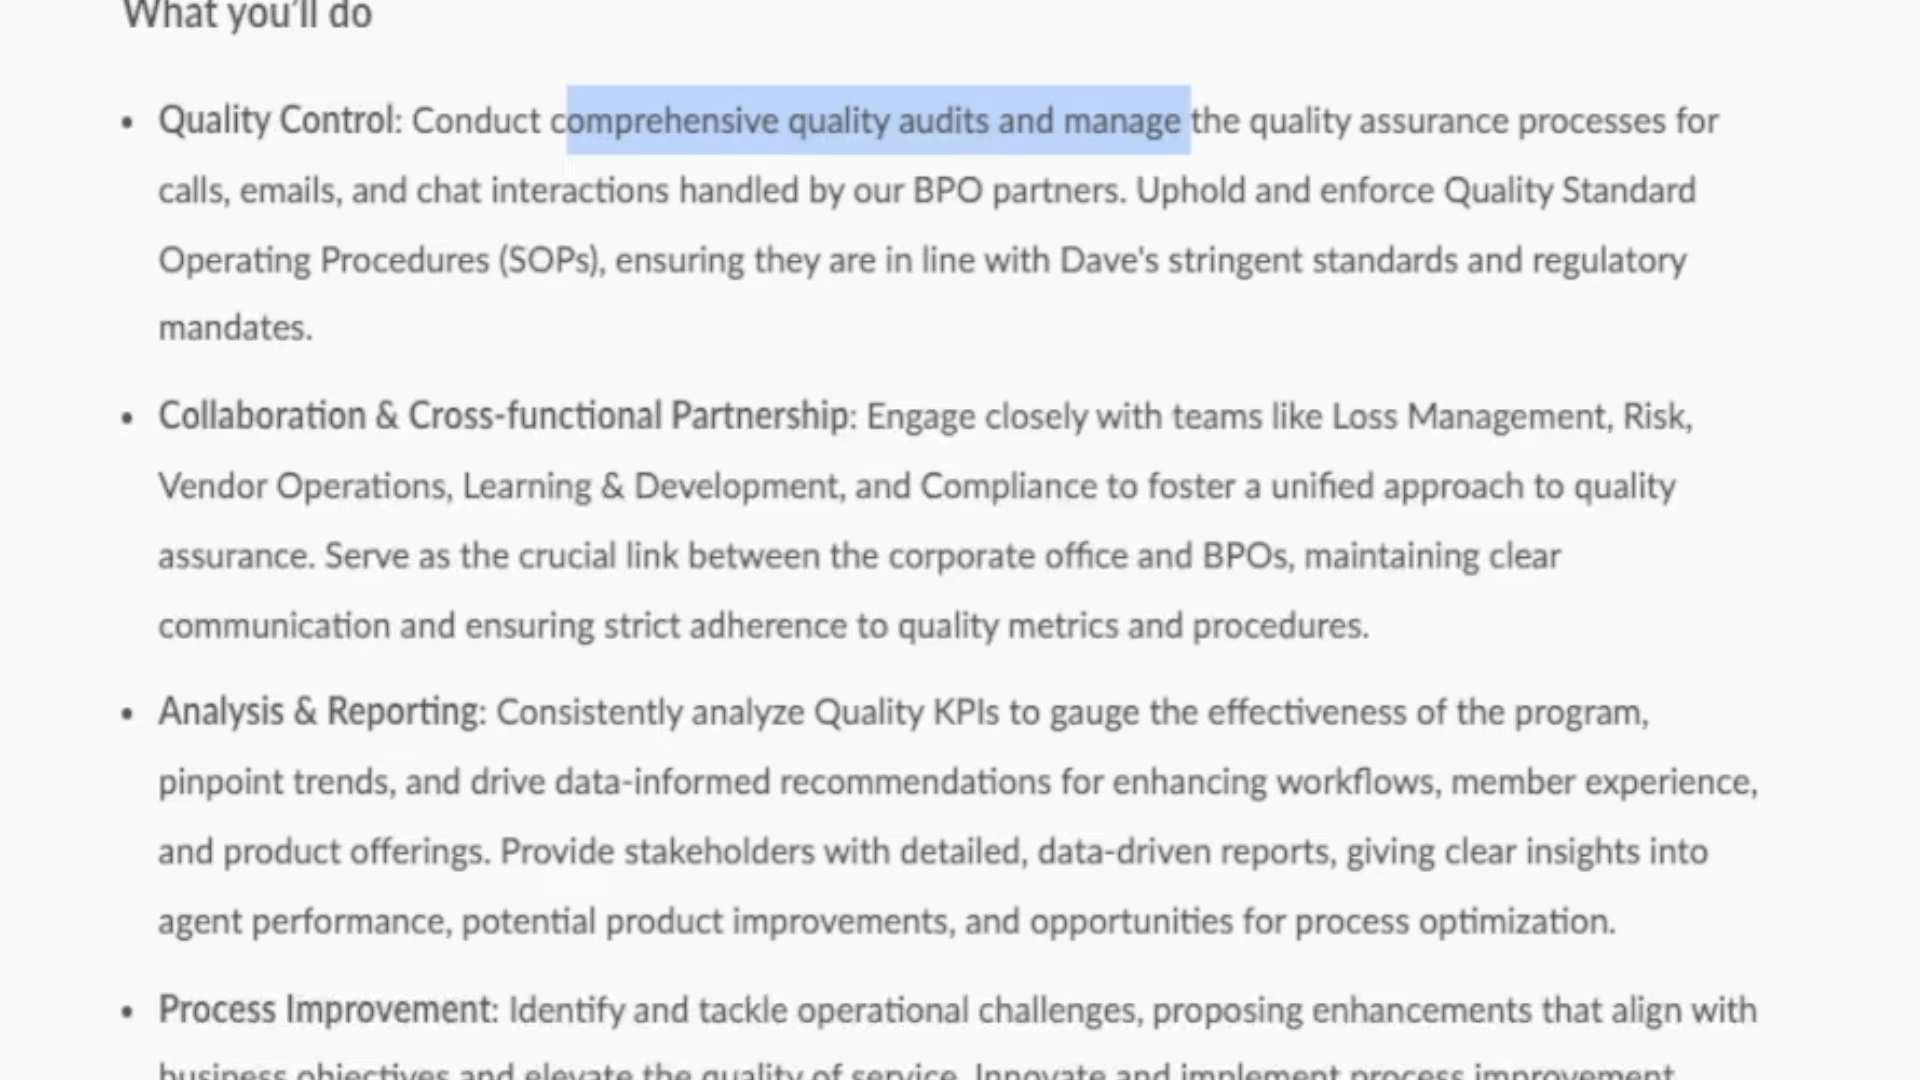 What you'll do
• Quality Control: Conduct comprehensive quality audits and manage the quality assurance processes for
calls, emails, and chat interactions handled by our BPO partners. Uphold and enforce Quality Standard
Operating Procedures (SOPs), ensuring they are in line with Dave's stringent standards and regulatory
mandates.
• Collaboration & Cross-functional Partnership: Engage closely with teams like Loss Management, Risk,
Vendor Operations, Learning & Development, and Compliance to foster a unified approach to quality
assurance. Serve as the crucial link between the corporate office and BPOs, maintaining clear
communication and ensuring strict adherence to quality metrics and procedures.
• Analysis & Reporting: Consistently analyze Quality KPIs to gauge the effectiveness of the program,
pinpoint trends, and drive data-informed recommendations for enhancing workflows, member experience,
and product offerings. Provide stakeholders with detailed, data-driven reports, giving clear insights into
agent performance, potential product improvements, and opportunities for process optimization.
• Process Improvement: Identify and tackle operational challenges, proposing enhancements that align with
business objectives and elevate the quality of service. Innovate and implement process improvement